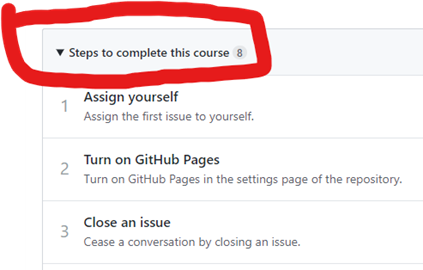 ▼ Steps to complete this course 8
1 Assign yourself
Assign the first issue to yourself.
2 Turn on GitHub Pages
Turn on GitHub Pages in the settings page of the repository.
3 Close an issue
Cease a conversation by closing an issue.